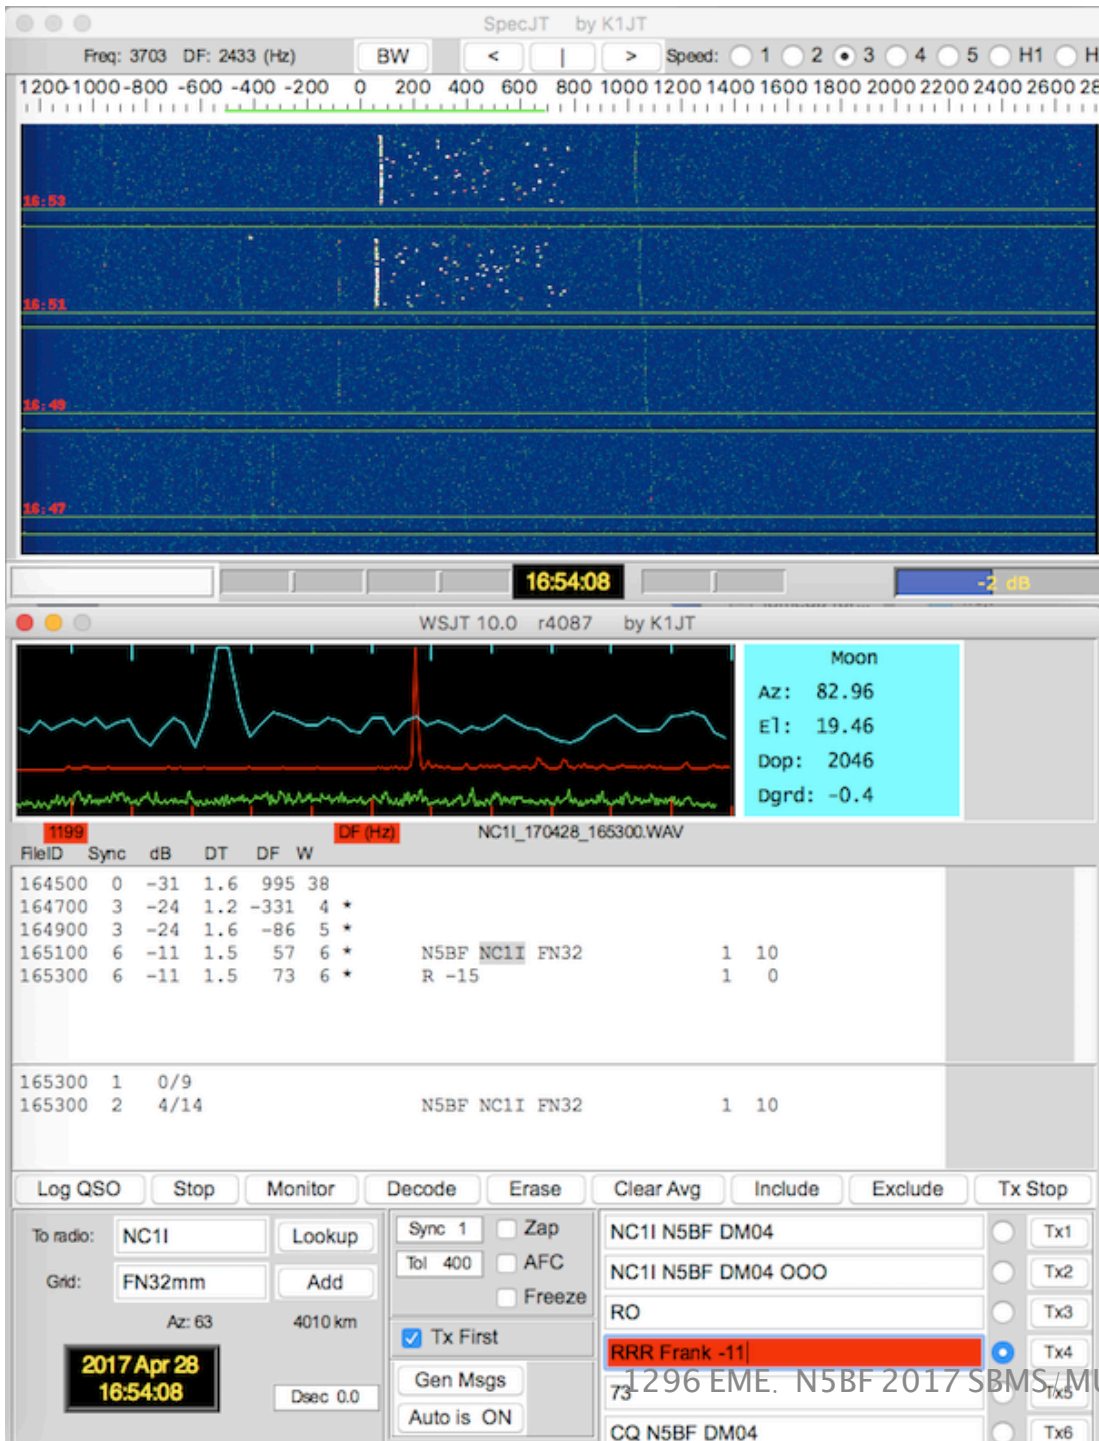 SpecJT by K1JT
Freq: 3703 DF: 2433 (Hz) BW < | > Speed: 1 2 3 4 5 H1 H
1200-1000-800 -600 -400 -200 0 200 400 600 800 1000 1200 1400 1600 1800 2000 2200 2400 2600 28
16:53
16:51
16:49
16:47
16:54:08 -2 dB
WSJT 10.0 r4087 by K1JT
Moon
Az: 82.96
El: 19.46
Dop: 2046
Dgrd: -0.4
1199 DF (Hz) NC1I_170428_165300.WAV
FileID Sync dB DT DF W
164500 0 -31 1.6 995 38
164700 3 -24 1.2 -331 4 *
164900 3 -24 1.6 -86 5 *
165100 6 -11 1.5 57 6 * N5BF NC1I FN32 1 10
165300 6 -11 1.5 73 6 * R -15 1 0
165300 1 0/9
165300 2 4/14 N5BF NC1I FN32 1 10
Log QSO Stop Monitor Decode Erase Clear Avg Include Exclude Tx Stop
To radio: NC1I Lookup Sync 1 Zap NC1I N5BF DM04 Tx1
Grid: FN32mm Add Tol 400 AFC NC1I N5BF DM04 OOO Tx2
Az: 63 4010 km Freeze RO Tx3
2017 Apr 28 Tx First RRR Frank -11 Tx4
16:54:08 Dsec 0.0 Gen Msgs 73 Tx5
1296 EME. N5BF 2017 SBMS/MU
Auto is ON CQ N5BF DM04 Tx6